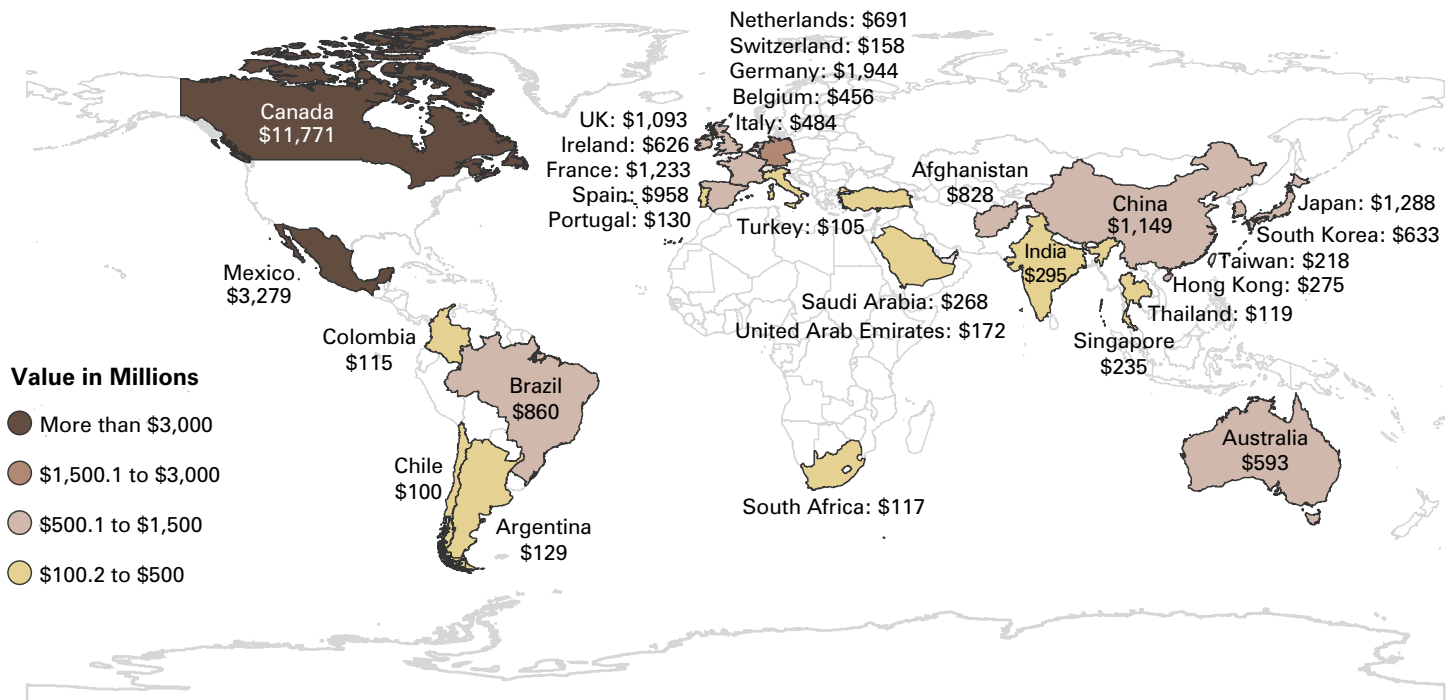 Netherlands: $691
Switzerland: $158
Germany: $1,944
Belgium: $456
Italy: $484
UK: $1,093
Ireland: $626
France: $1,233
Spain: $958
Portugal: $130
Canada
$11,771
Mexico
$3,279
Turkey: $105
Afghanistan
$828
China
$1,149
Japan: $1,288
South Korea: $633
Taiwan: $218
Hong Kong: $275
Thailand: $119
India
$295
Singapore
$235
Saudi Arabia: $268
United Arab Emirates: $172
Colombia
$115
Brazil
$860
Chile
$100
Argentina
$129
South Africa: $117
Australia
$593
Value in Millions
More than $3,000
$1,500.1 to $3,000
$500.1 to $1,500
$100.2 to $500